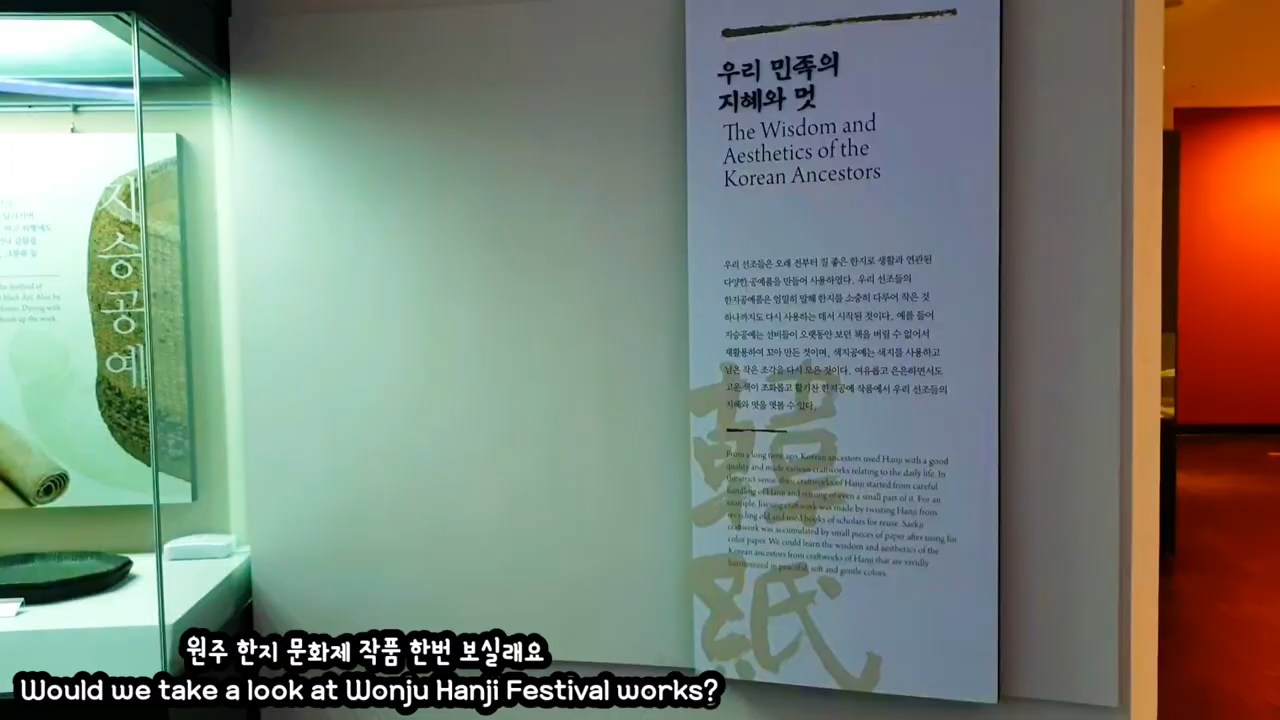 우리 민족의
지혜와 멋
The Wisdom and
Aesthetics of the
Korean Ancestors
우리 선조들은 오래 전부터 질 좋은 한지로 생활과 연관된
다양한 공예품을 만들어 사용하였다. 우리 선조들의
한지공예품은 엄밀히 말해 한지를 소중히 다루어 작은 것
하나까지도 다시 사용하는 데서 시작된 것이다. 예를 들어
지승공예는 선비들이 오랫동안 보던 책을 버릴 수 없어서
재활용하여 꼬아 만든 것이며, 색지공예는 색지를 사용하고
남은 작은 조각을 다시 모은 것이다. 여유롭고 은은하면서도
고운 색이 조화롭고 활기찬 한지공예 작품에서 우리 선조들의
지혜와 멋을 엿볼 수 있다.
From a long time ago, Korean ancestors used Hanji with a good
quality and made various craftworks relating to the daily life. In
the strict sense, their craftworks of Hanji started from careful
handling of Hanji and reusing of even a small part of it. For an
example, Jiseung craftwork was made by twisting Hanji from
recycling old and used books of scholars for reuse. Saekji
craftwork was accumulated by small pieces of paper after using for
color paper. We could learn the wisdom and aesthetics of the
Korean ancestors from craftworks of Hanji that are vividly
harmonized in peaceful, soft and gentle colors.
지승공예
the method of
black dye. Also by
Dyeing with
up the work.
원주 한지 문화제 작품 한번 보실래요
Would we take a look at Wonju Hanji Festival works?